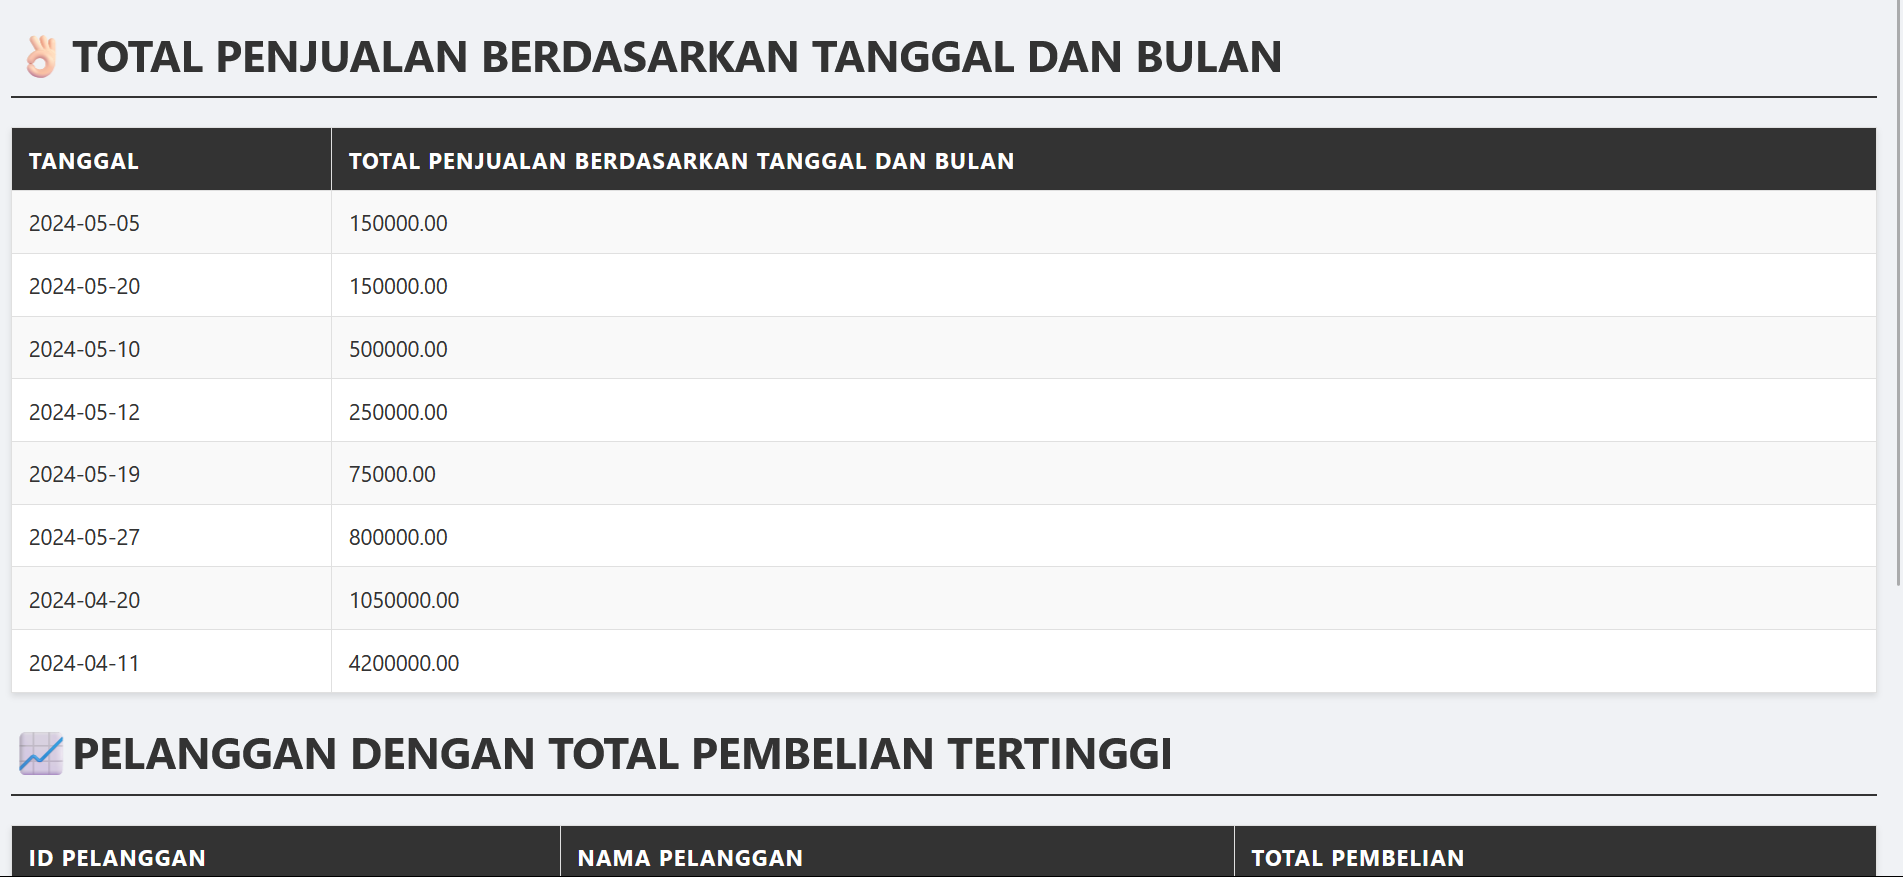 👌🏻 TOTAL PENJUALAN BERDASARKAN TANGGAL DAN BULAN
TANGGAL TOTAL PENJUALAN BERDASARKAN TANGGAL DAN BULAN
2024-05-05 150000.00
2024-05-20 150000.00
2024-05-10 500000.00
2024-05-12 250000.00
2024-05-19 75000.00
2024-05-27 800000.00
2024-04-20 1050000.00
2024-04-11 4200000.00
📈 PELANGGAN DENGAN TOTAL PEMBELIAN TERTINGGI
ID PELANGGAN NAMA PELANGGAN TOTAL PEMBELIAN